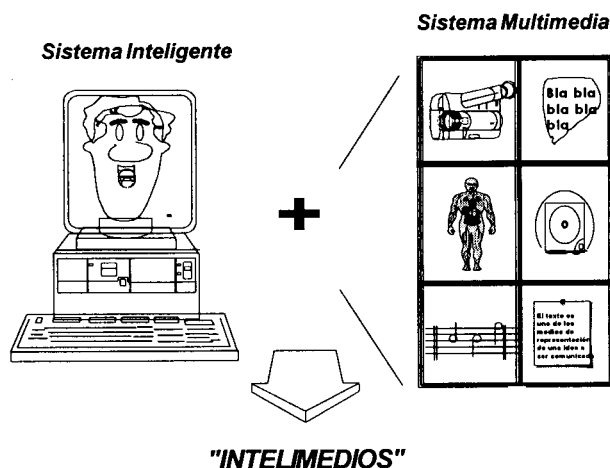 Sistema Inteligente
Sistema Multimedia
Bla bla
bla bla
bla
El texto es
uno de los
medios de
representación
de una idea a
ser comunicada
"INTELIMEDIOS"